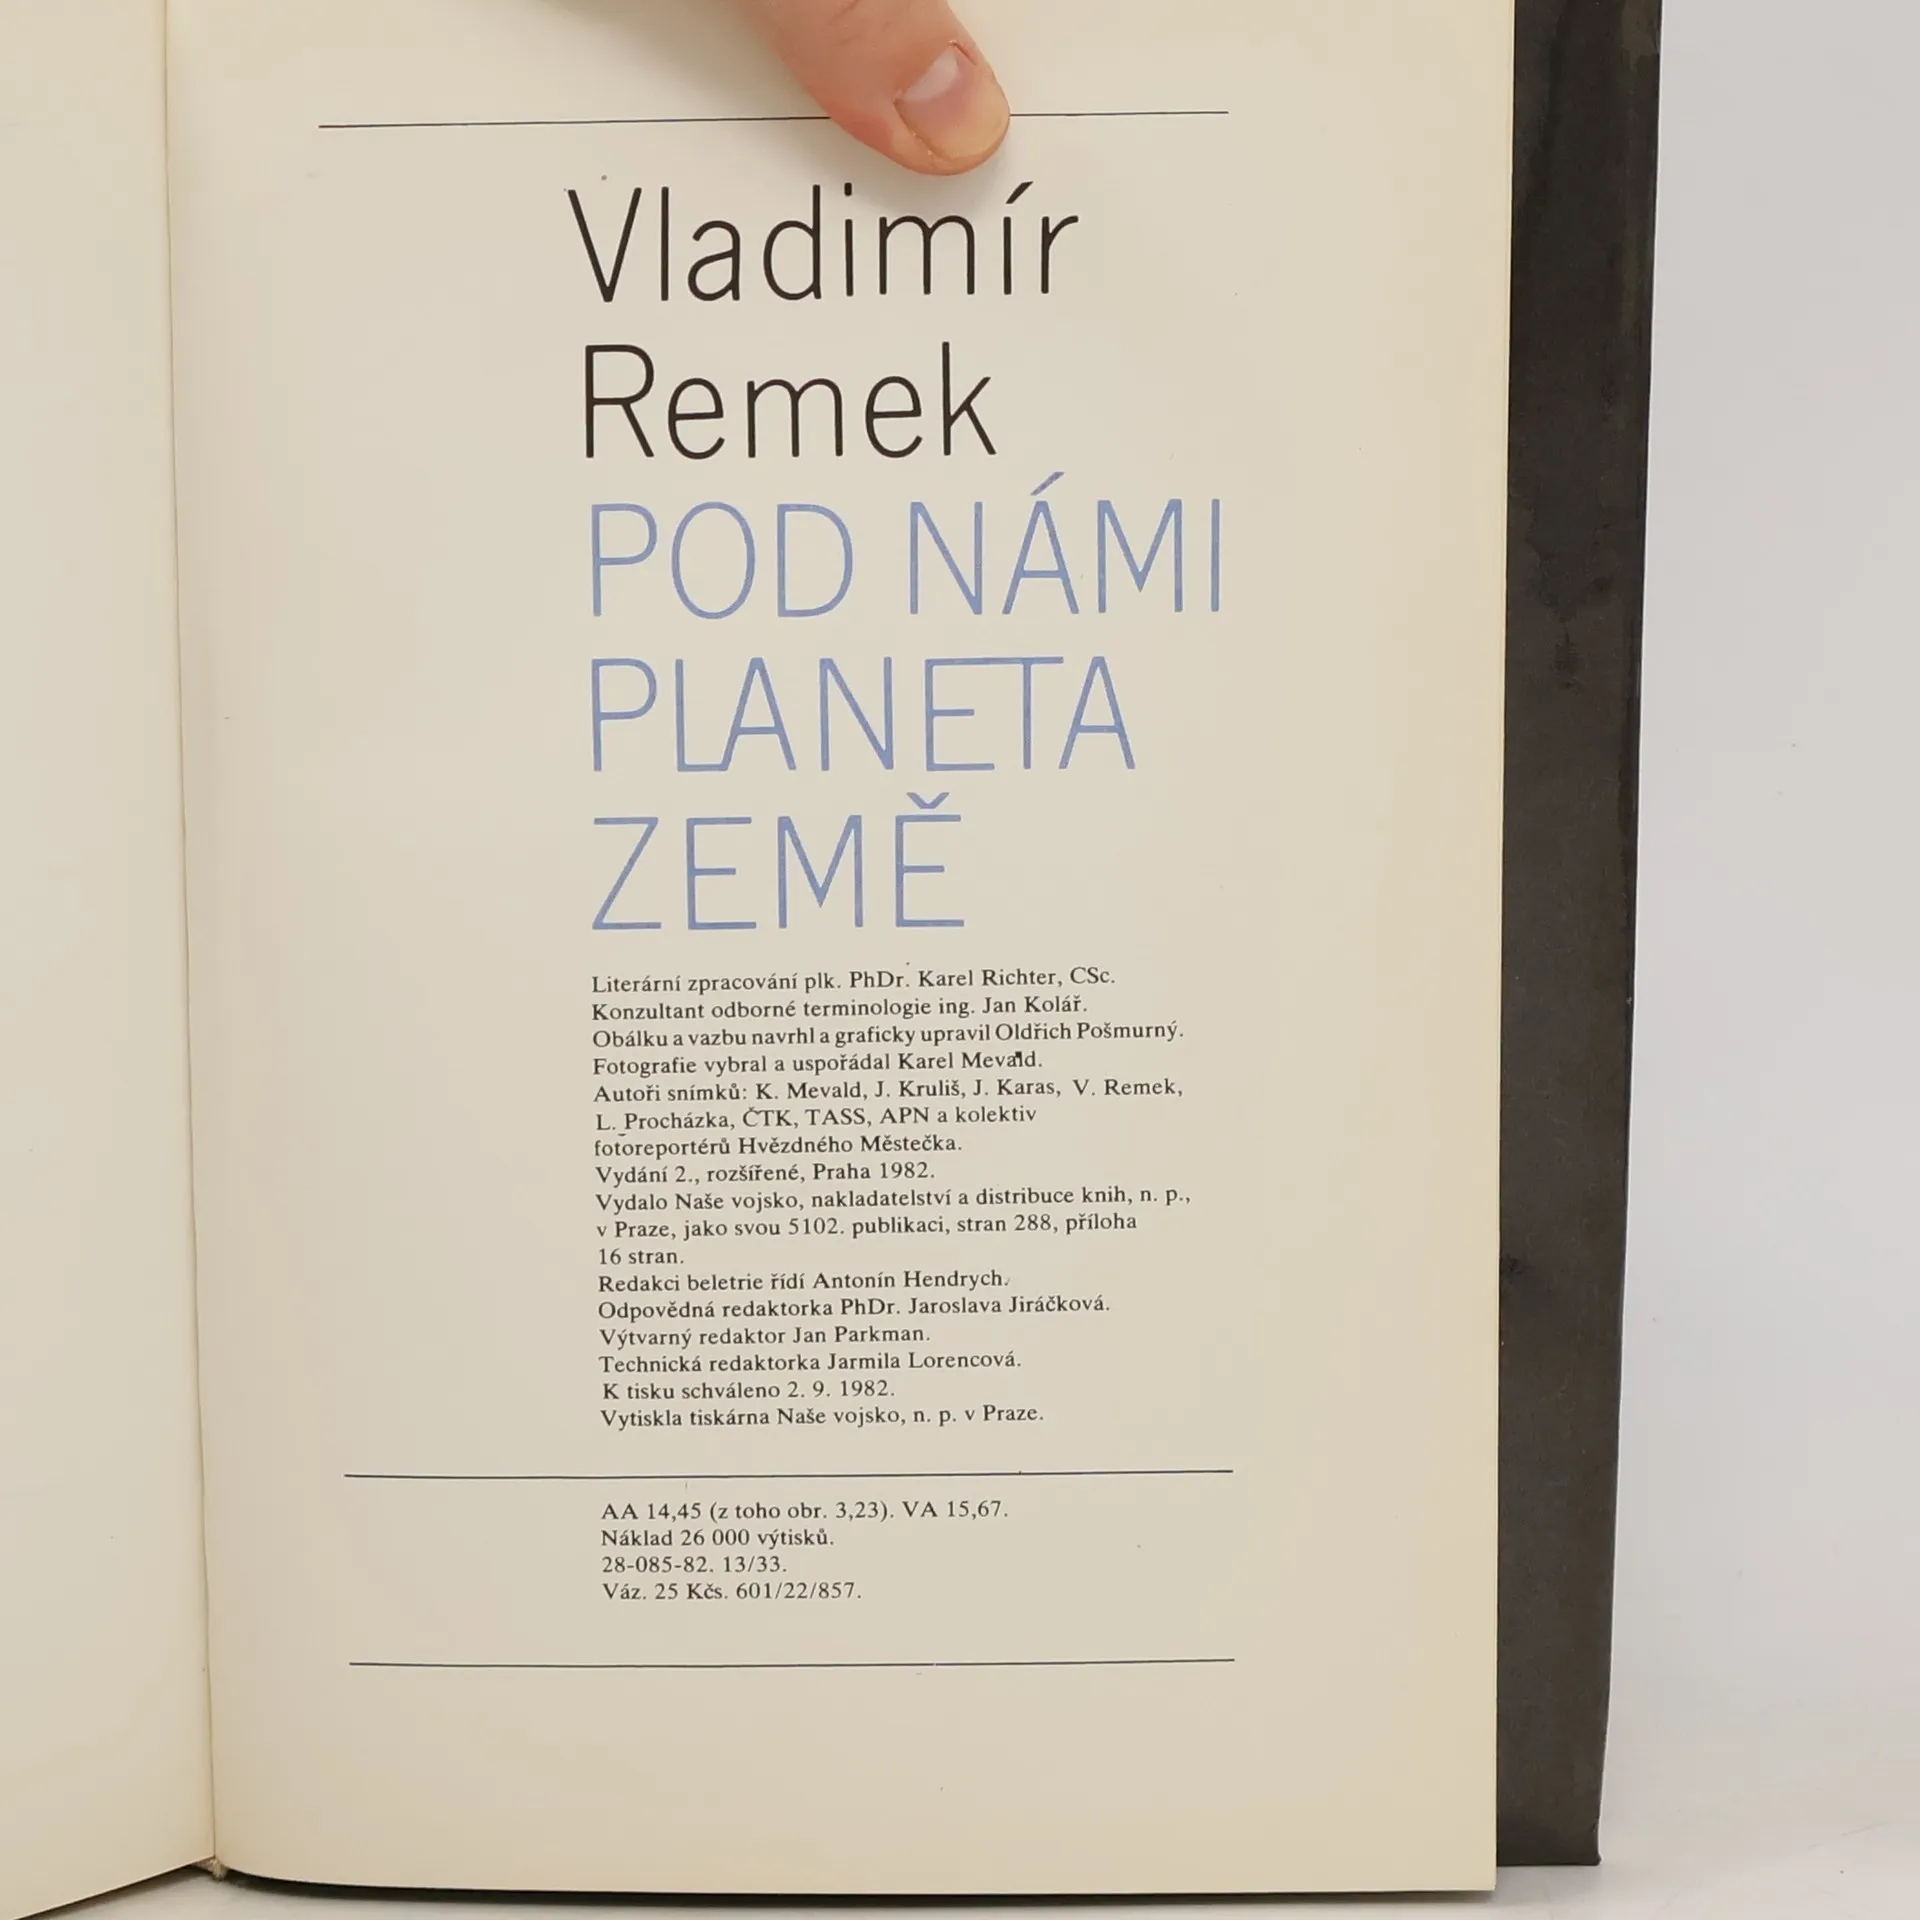 Vladimír
Remek
POD NÁMI
PLANETA
ZEMĚ
Literární zpracování plk. PhDr. Karel Richter, CSc.
Konzultant odborné terminologie ing. Jan Kolář.
Obálku a vazbu navrhl a graficky upravil Oldřich Pošmurný.
Fotografie vybral a uspořádal Karel Mevald.
Autoři snímků: K. Mevald, J. Kruliš, J. Karas, V. Remek,
L. Procházka, ČTK, TASS, APN a kolektiv
fotoreportérů Hvězdného Městečka.
Vydání 2., rozšířené, Praha 1982.
Vydalo Naše vojsko, nakladatelství a distribuce knih, n. p.,
v Praze, jako svou 5102. publikaci, stran 288, příloha
16 stran.
Redakci beletrie řídí Antonín Hendrych.
Odpovědná redaktorka PhDr. Jaroslava Jiráčková.
Výtvarný redaktor Jan Parkman.
Technická redaktorka Jarmila Lorencová.
K tisku schváleno 2. 9. 1982.
Vytiskla tiskárna Naše vojsko, n. p. v Praze.
AA 14,45 (z toho obr. 3,23). VA 15,67.
Náklad 26 000 výtisků.
28-085-82. 13/33.
Váz. 25 Kčs. 601/22/857.